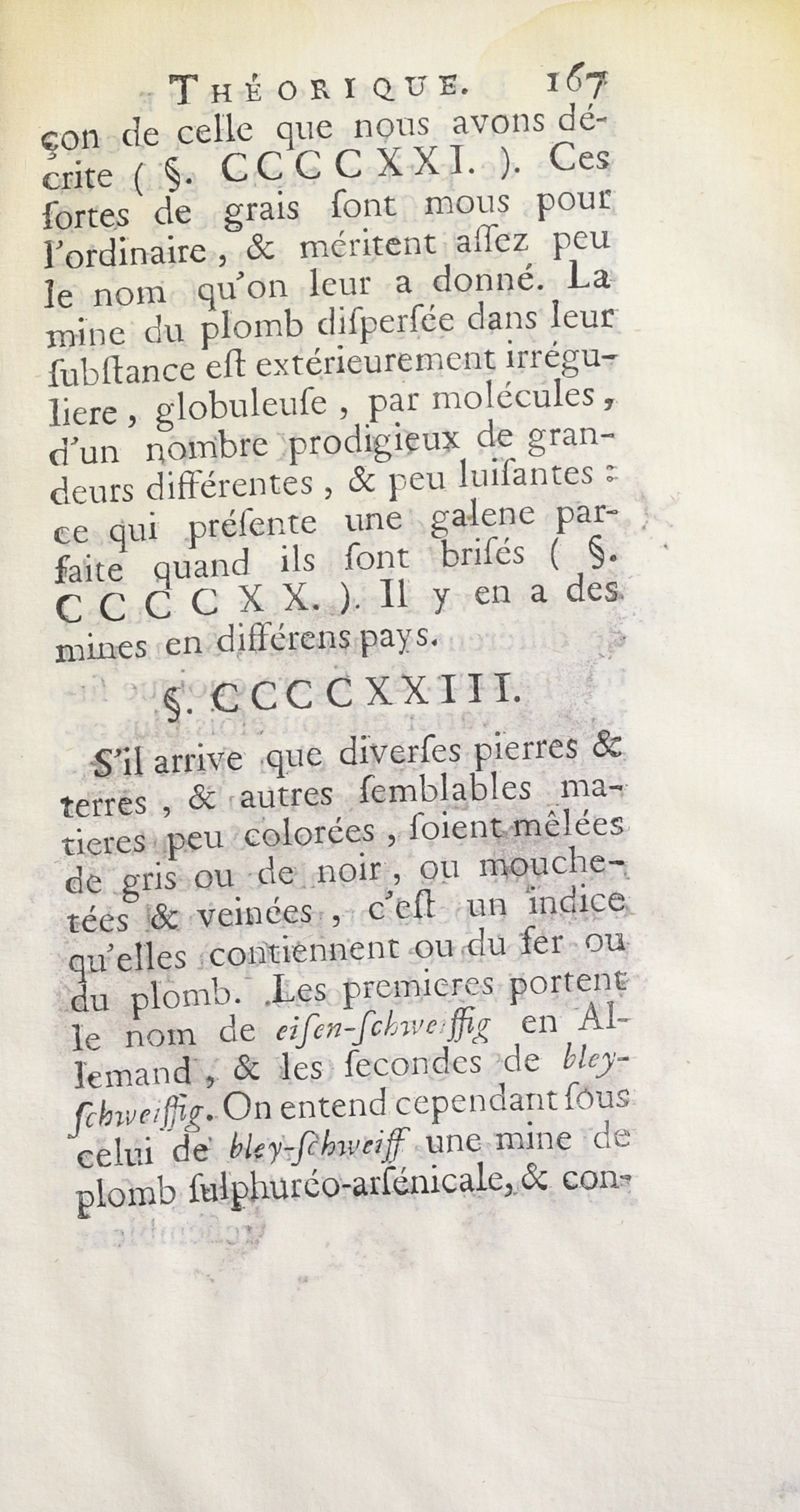 THÉORIQUE. 167
çon de celle que nous avons dé-
crite ( §. CCCCXXI. ). Ces
ſortes de grais ſont mous pour
l'ordinaire, & méritent aſſez peu
le nom qu'on leur a donné. La
mine du plomb diſperſée dans leur
ſubſtance eſt extérieurement irrégu-
liere, globuleuſe, par molécules,
d'un nombre prodigieux de gran-
deurs différentes, & peu luiſantes :
ce qui préſente une galene par-
faite quand ils ſont briſés ( §.
CCCCXX. ). Il y en a des
mines en différens pays.
§. CCCCXXIII.
S'il arrive que diverſes pierres &
terres, & autres ſemblables ma-
tieres peu colorées, ſoient mêlées
de gris ou de noir, ou mouche-
tées & veinées, c'eſt un indice
qu'elles contiennent ou du fer ou
du plomb. Les premieres portent
le nom de eiſen-ſchweiffig en Al-
lemand, & les ſecondes de bley-
ſchweiffig. On entend cependant ſous
celui de bley-ſchweiff une mine de
plomb ſulphuréo-arſénicale, & con-